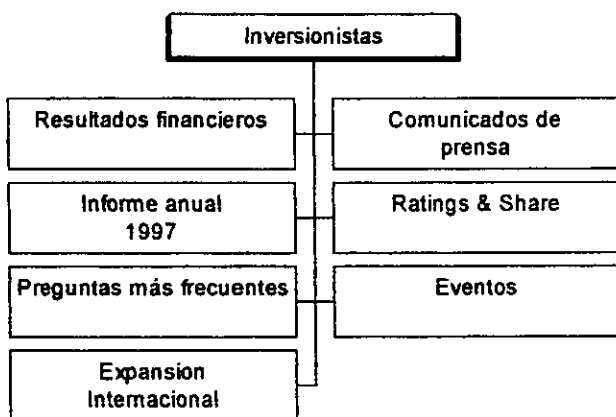 Inversionistas
Resultados financieros
Comunicados de
prensa
Informe anual
1997
Ratings & Share
Preguntas más frecuentes
Eventos
Expansion
Internacional